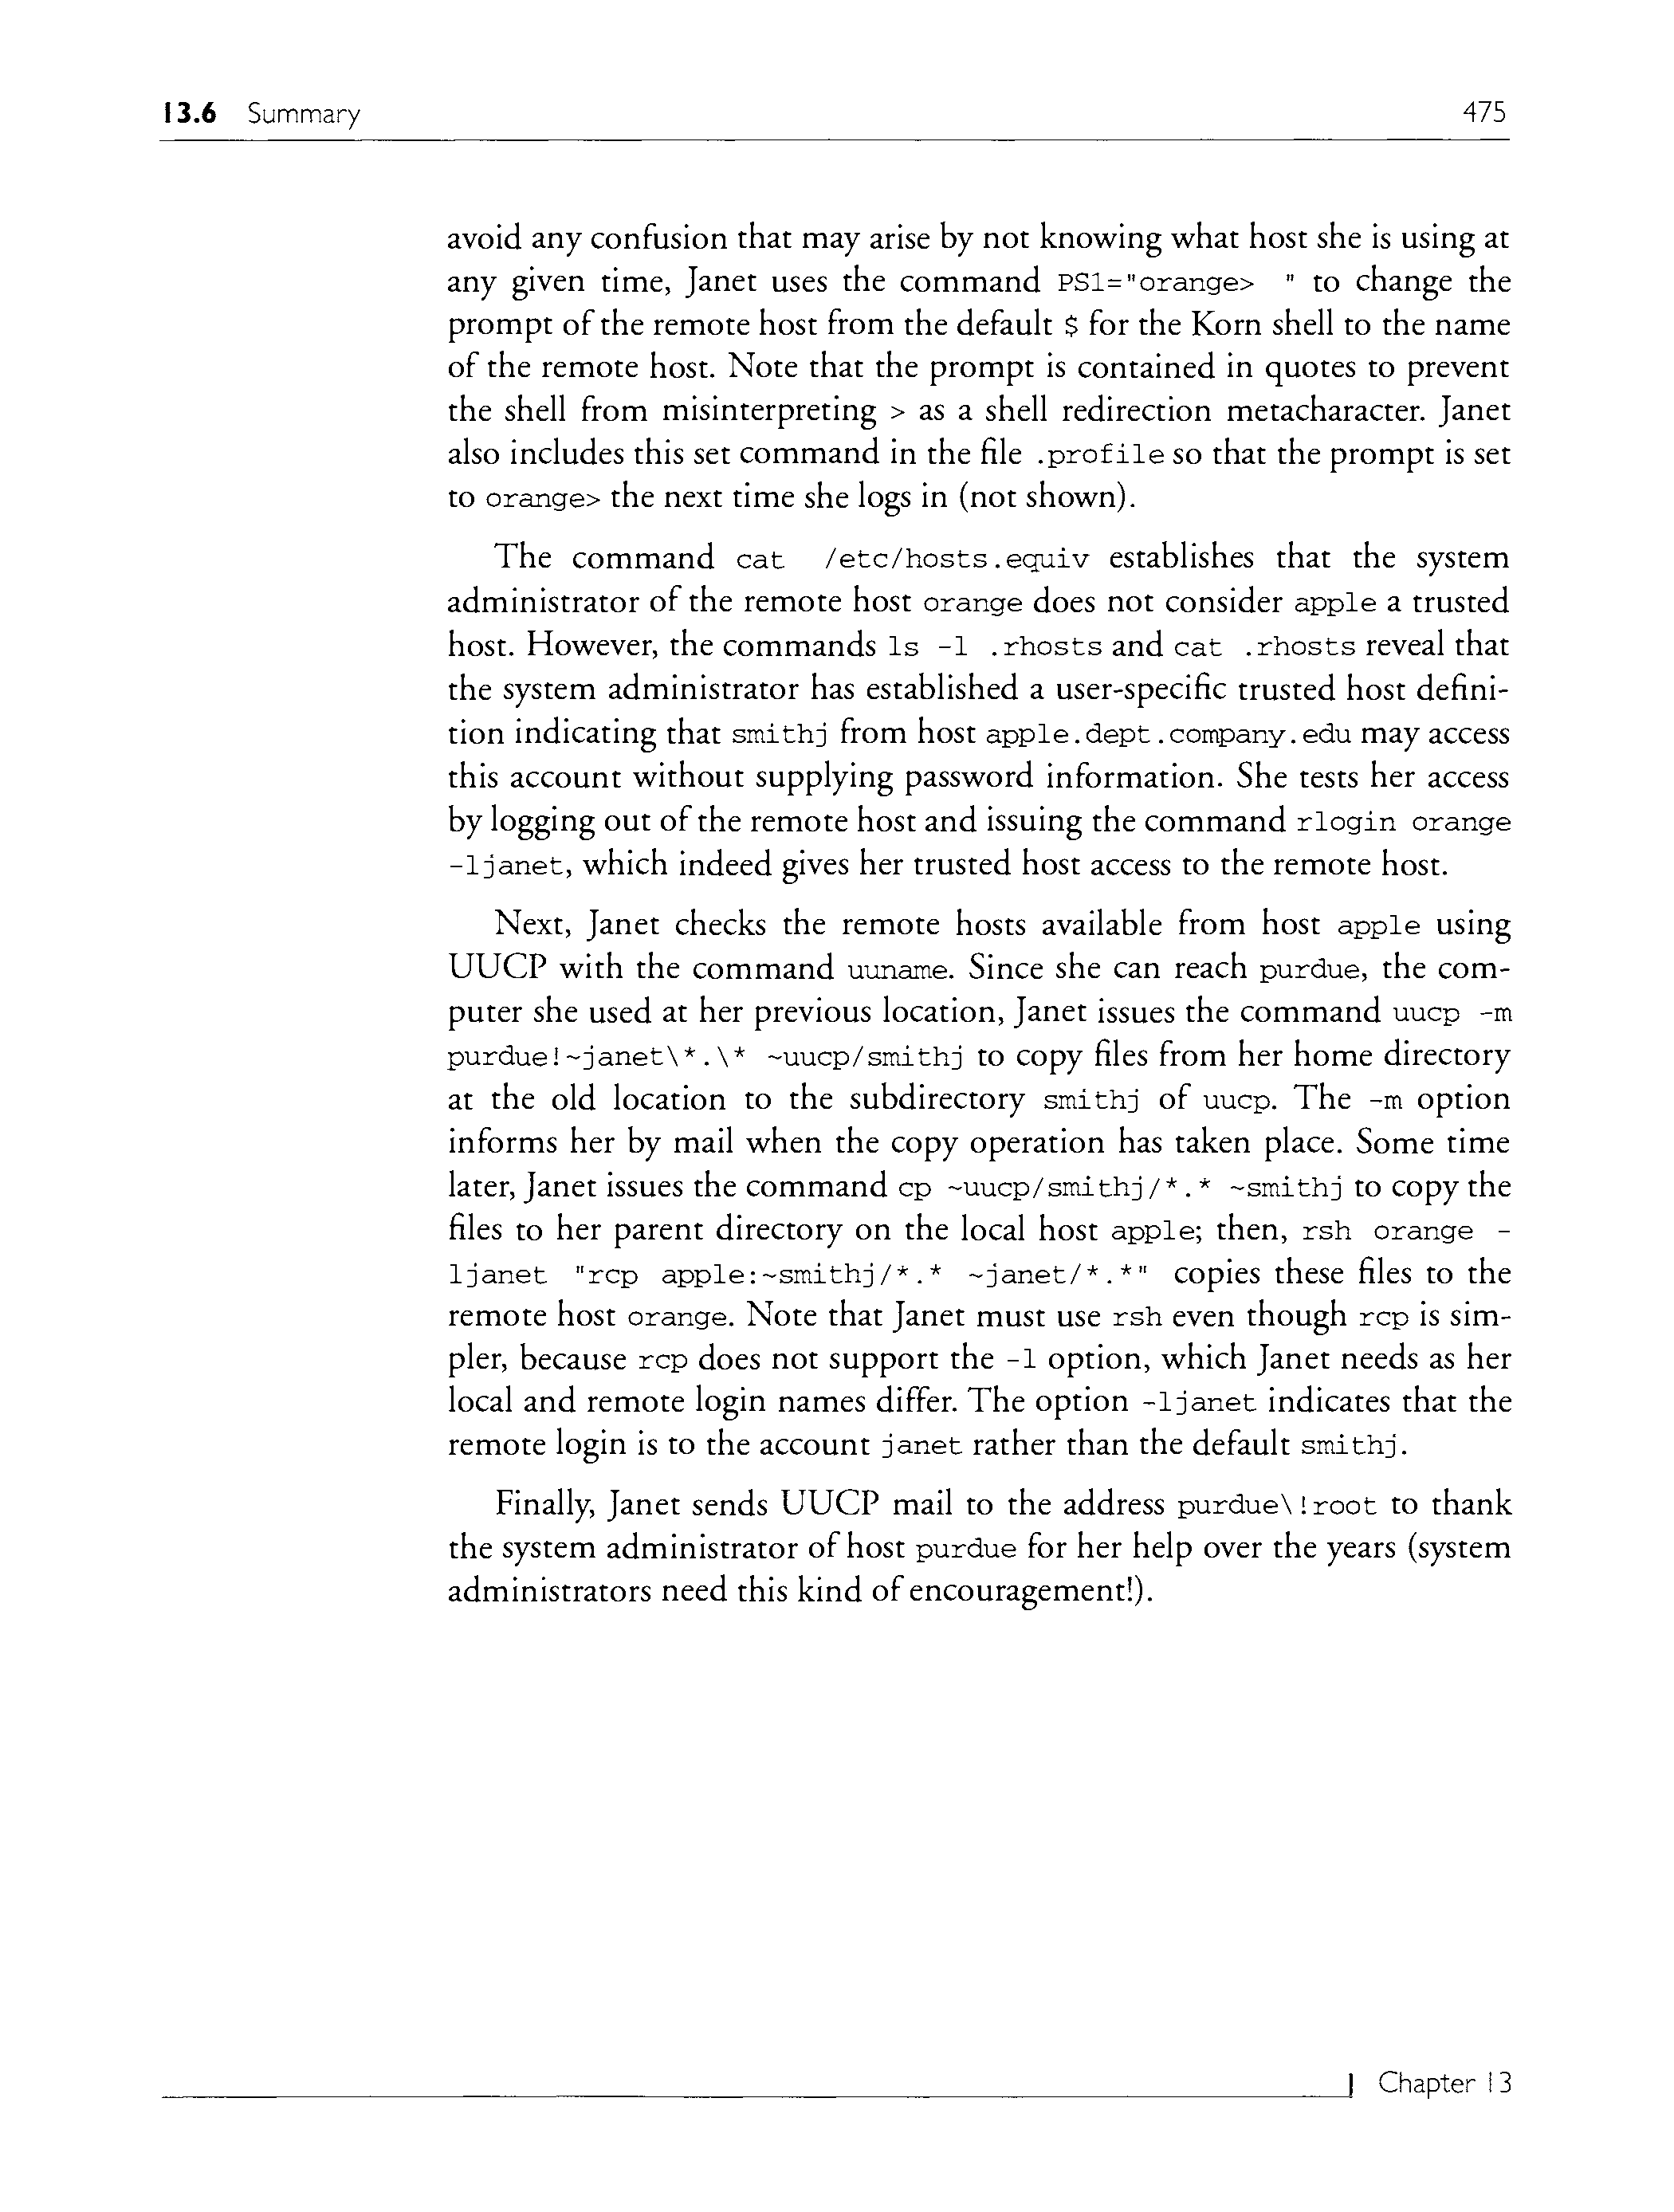 13.6 Summary 475
avoid any confusion that may arise by not knowing what host she is using at
any given time, Janet uses the command PS1="orange> " to change the
prompt of the remote host from the default $ for the Korn shell to the name
of the remote host. Note that the prompt is contained in quotes to prevent
the shell from misinterpreting > as a shell redirection metacharacter. Janet
also includes this set command in the file .profile so that the prompt is set
to orange> the next time she logs in (not shown).
The command cat /etc/hosts.equiv establishes that the system
administrator of the remote host orange does not consider apple a trusted
host. However, the commands ls -l .rhosts and cat .rhosts reveal that
the system administrator has established a user-specific trusted host defini-
tion indicating that smithj from host apple.dept.company.edu may access
this account without supplying password information. She tests her access
by logging out of the remote host and issuing the command rlogin orange
-ljanet, which indeed gives her trusted host access to the remote host.
Next, Janet checks the remote hosts available from host apple using
UUCP with the command uuname. Since she can reach purdue, the com-
puter she used at her previous location, Janet issues the command uucp -m
purdue!~janet\*.\* ~uucp/smithj to copy files from her home directory
at the old location to the subdirectory smithj of uucp. The -m option
informs her by mail when the copy operation has taken place. Some time
later, Janet issues the command cp ~uucp/smithj/*.* ~smithj to copy the
files to her parent directory on the local host apple; then, rsh orange -
ljanet "rcp apple:~smithj/*.* ~janet/*.*" copies these files to the
remote host orange. Note that Janet must use rsh even though rcp is sim-
pler, because rcp does not support the -l option, which Janet needs as her
local and remote login names differ. The option -ljanet indicates that the
remote login is to the account janet rather than the default smithj.
Finally, Janet sends UUCP mail to the address purdue\!root to thank
the system administrator of host purdue for her help over the years (system
administrators need this kind of encouragement!).
Chapter 13